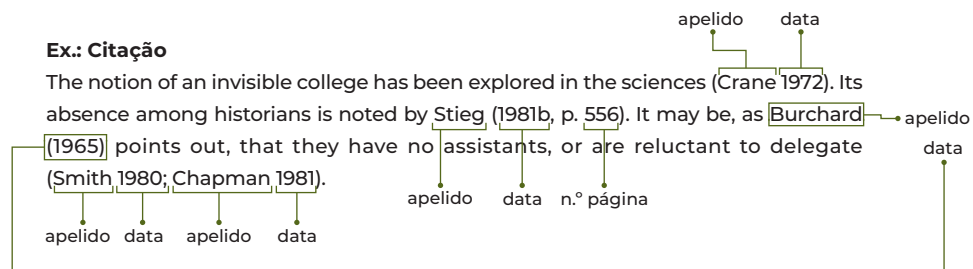 apelido data
Ex.: Citação
The notion of an invisible college has been explored in the sciences (Crane 1972). Its
absence among historians is noted by Stieg (1981b, p. 556). It may be, as Burchard
apelido
(1965) points out, that they have no assistants, or are reluctant to delegate
data
(Smith 1980; Chapman 1981).
apelido data n.º página
apelido data apelido data